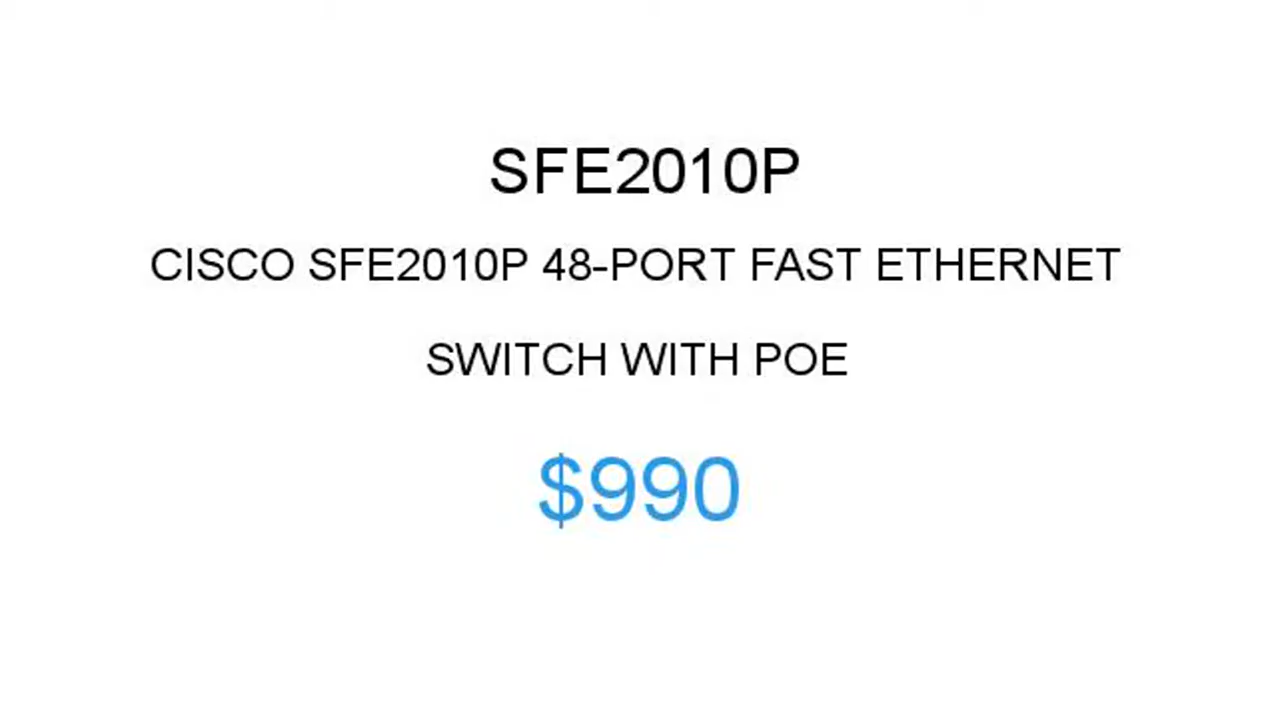 SFE2010P
CISCO SFE2010P 48-PORT FAST ETHERNET
SWITCH WITH POE
$990